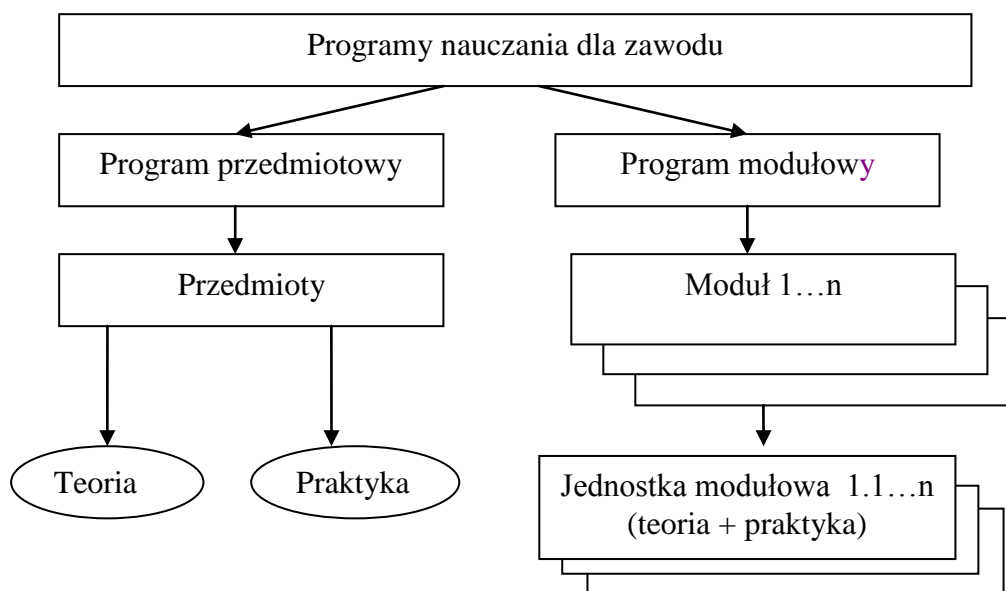 Programy nauczania dla zawodu
Program przedmiotowy
Program modułowy
Przedmioty
Moduł 1…n
Teoria
Praktyka
Jednostka modułowa 1.1…n
(teoria + praktyka)